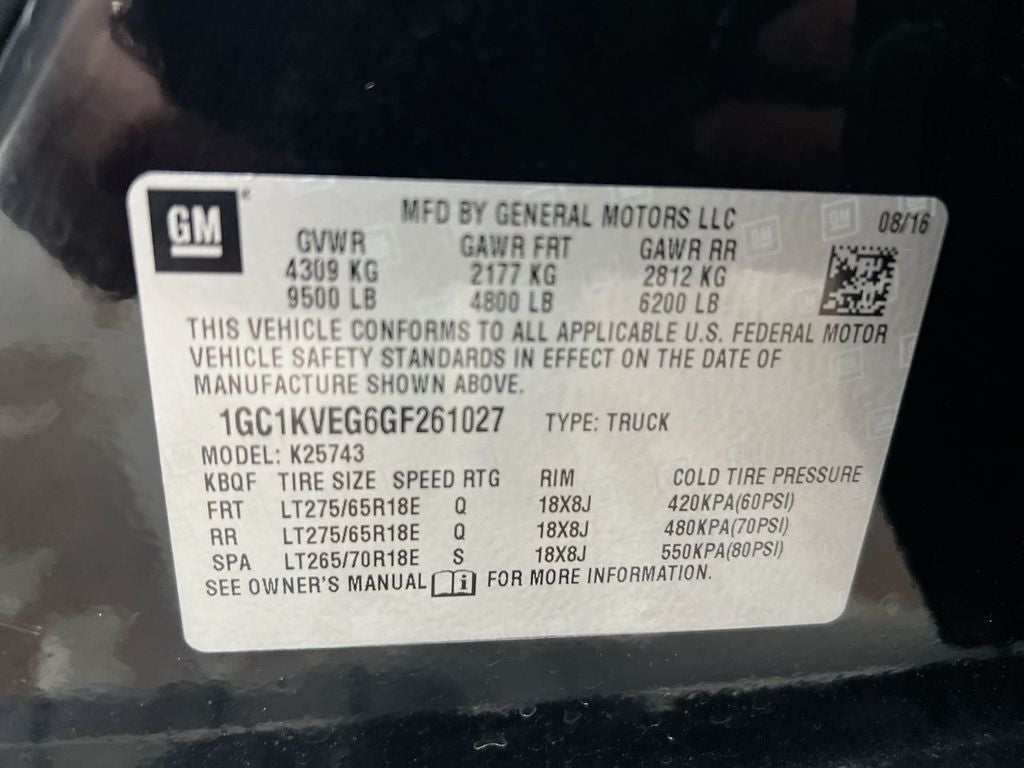 GM
MFD BY GENERAL MOTORS LLC 08/16
GVWR GAWR FRT GAWR RR
4309 KG 2177 KG 2812 KG
9500 LB 4800 LB 6200 LB
THIS VEHICLE CONFORMS TO ALL APPLICABLE U.S. FEDERAL MOTOR
VEHICLE SAFETY STANDARDS IN EFFECT ON THE DATE OF
MANUFACTURE SHOWN ABOVE.
1GC1KVEG6GF261027 TYPE: TRUCK
MODEL: K25743
KBQF TIRE SIZE SPEED RTG RIM COLD TIRE PRESSURE
FRT LT275/65R18E Q 18X8J 420KPA(60PSI)
RR LT275/65R18E Q 18X8J 480KPA(70PSI)
SPA LT265/70R18E S 18X8J 550KPA(80PSI)
SEE OWNER'S MANUAL i FOR MORE INFORMATION.